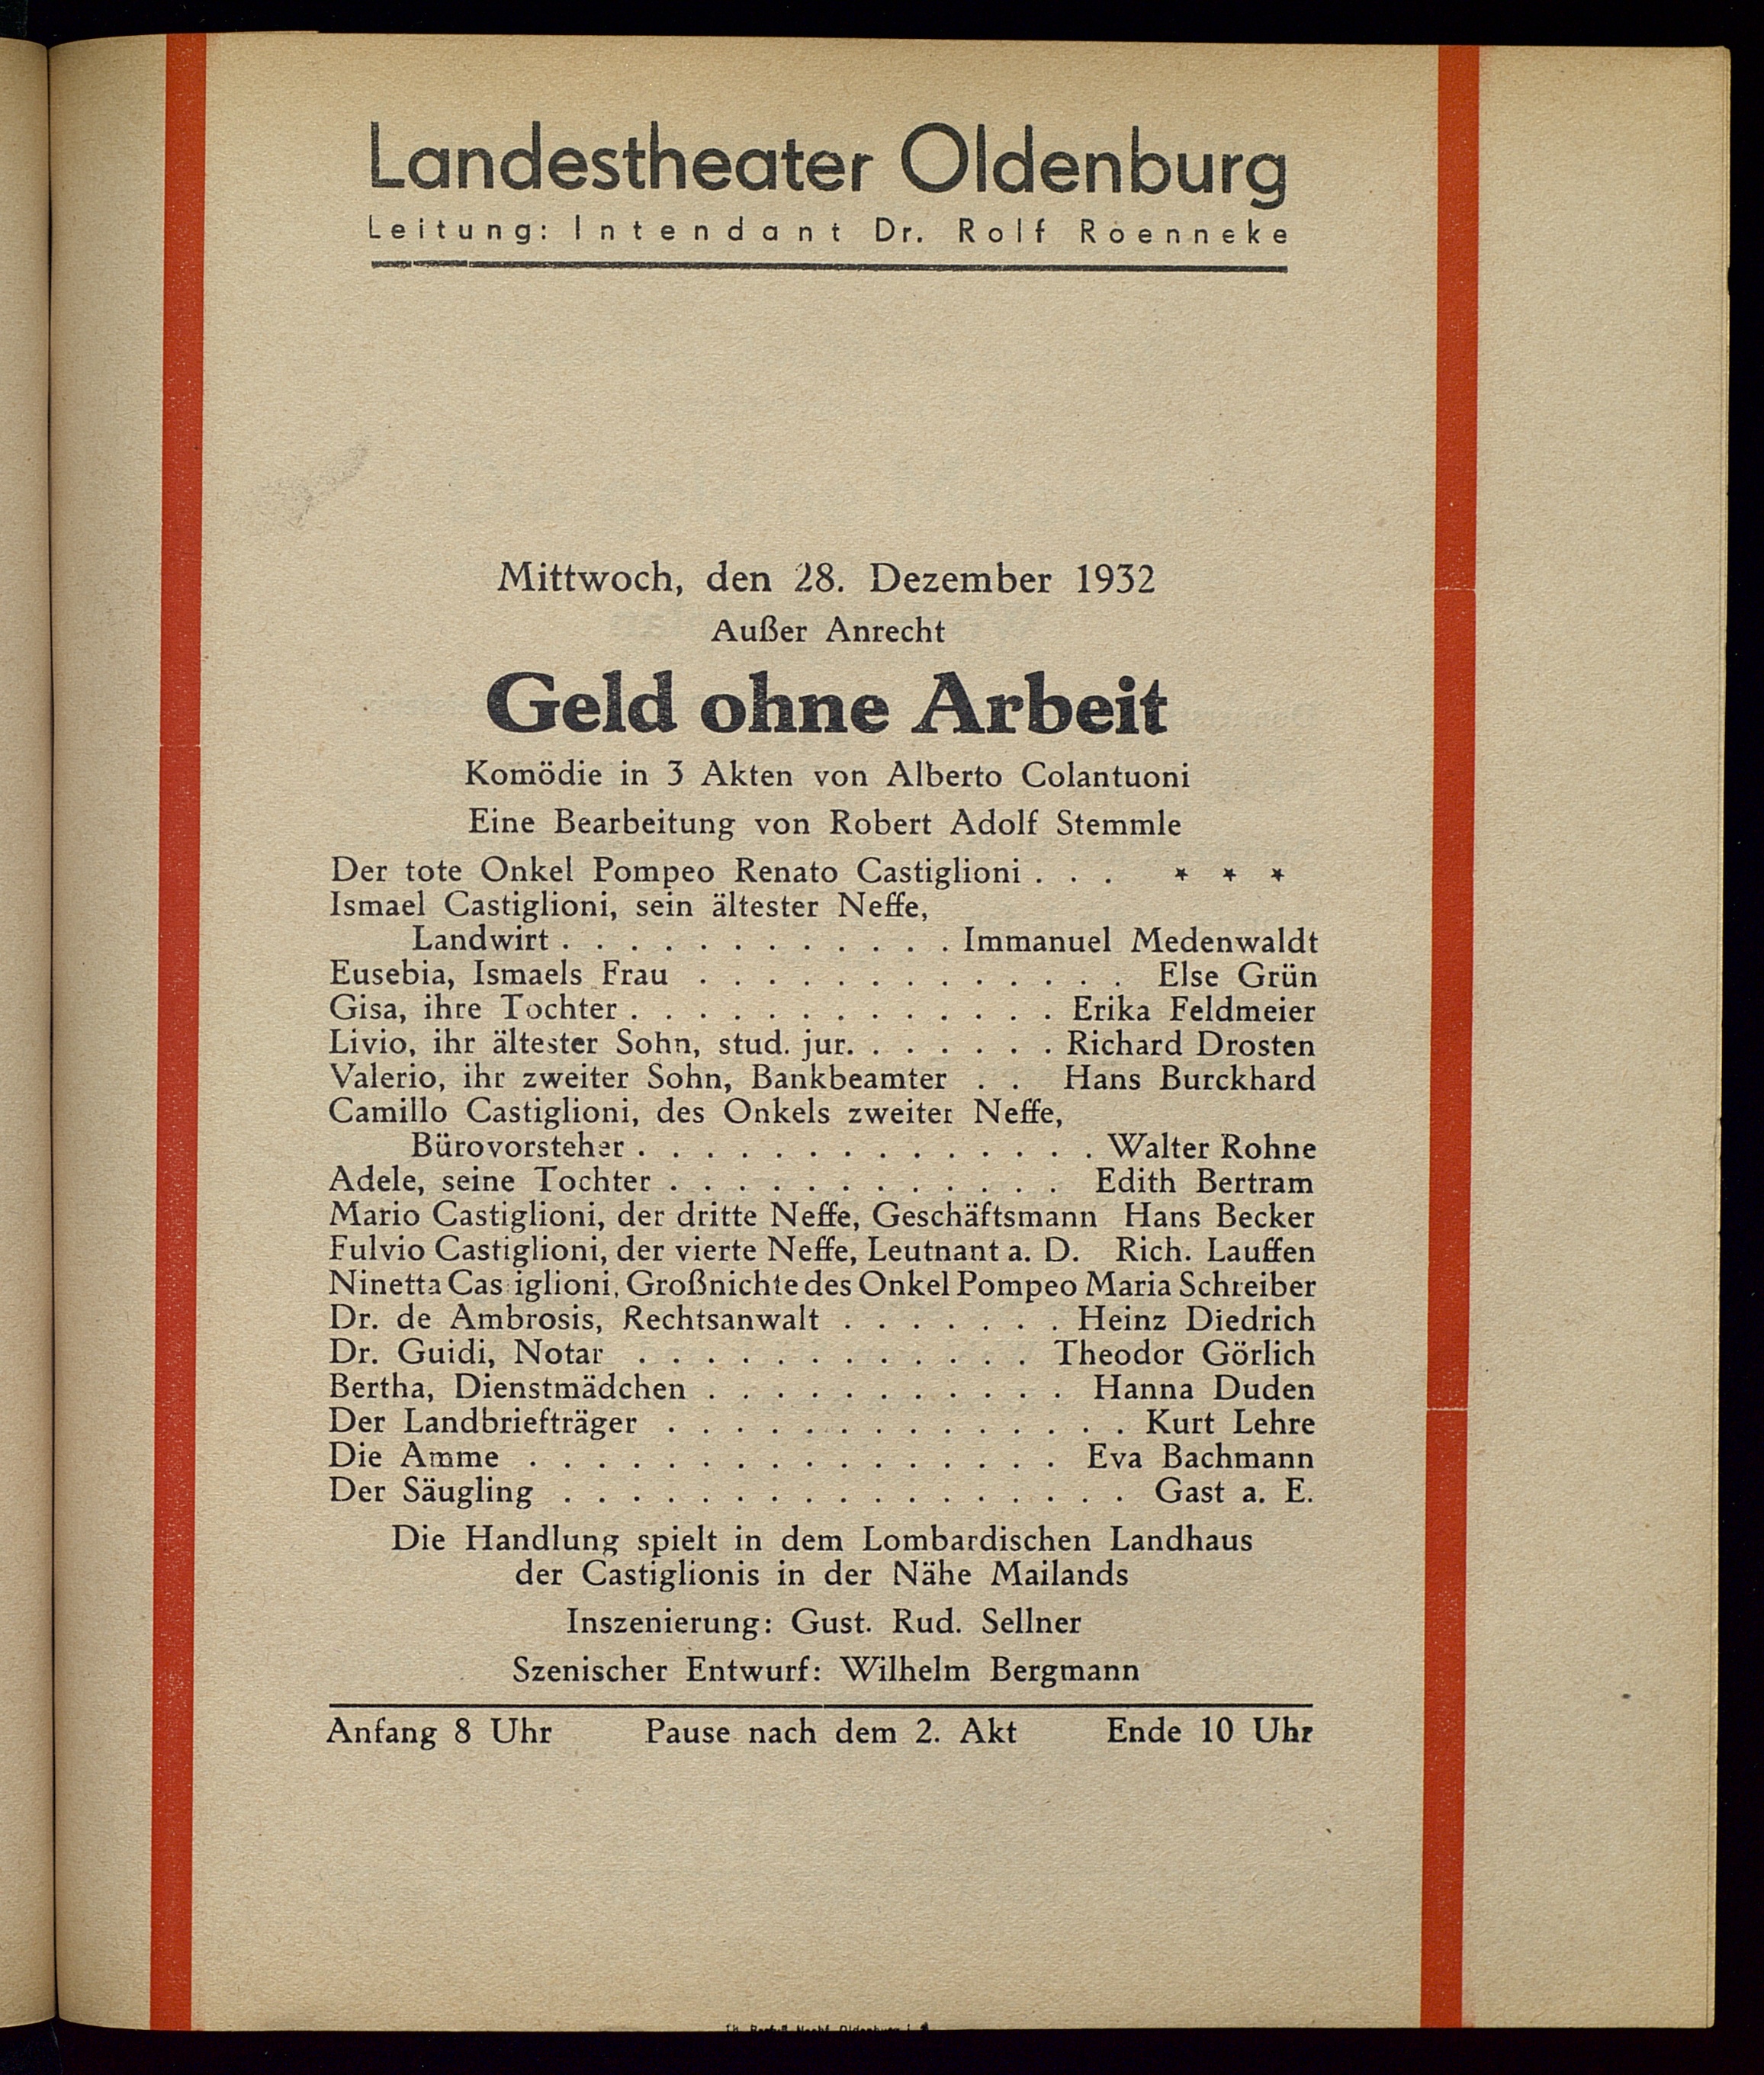 Landestheater Oldenburg
Leitung: Intendant Dr. Rolf Roenneke
Mittwoch, den 28. Dezember 1932
Außer Anrecht
Geld ohne Arbeit
Komödie in 3 Akten von Alberto Colantuoni
Eine Bearbeitung von Robert Adolf Stemmle
Der tote Onkel Pompeo Renato Castiglioni . . . * * *
Ismael Castiglioni, sein ältester Neffe,
Landwirt . . . . . . . . . . . . Immanuel Medenwaldt
Eusebia, Ismaels Frau . . . . . . . . . . . . . Else Grün
Gisa, ihre Tochter . . . . . . . . . . . . . Erika Feldmeier
Livio, ihr ältester Sohn, stud. jur. . . . . . . Richard Drosten
Valerio, ihr zweiter Sohn, Bankbeamter . . Hans Burckhard
Camillo Castiglioni, des Onkels zweiter Neffe,
Bürovorsteher . . . . . . . . . . . . . . Walter Rohne
Adele, seine Tochter . . . . . . . . . . . . Edith Bertram
Mario Castiglioni, der dritte Neffe, Geschäftsmann Hans Becker
Fulvio Castiglioni, der vierte Neffe, Leutnant a. D. Rich. Lauffen
Ninetta Cas iglioni, Großnichte des Onkel Pompeo Maria Schreiber
Dr. de Ambrosis, Rechtsanwalt . . . . . . . Heinz Diedrich
Dr. Guidi, Notar . . . . . . . . . . . . Theodor Görlich
Bertha, Dienstmädchen . . . . . . . . . . . Hanna Duden
Der Landbriefträger . . . . . . . . . . . . . . Kurt Lehre
Die Amme . . . . . . . . . . . . . . . . Eva Bachmann
Der Säugling . . . . . . . . . . . . . . . . . Gast a. E.
Die Handlung spielt in dem Lombardischen Landhaus
der Castiglionis in der Nähe Mailands
Inszenierung: Gust. Rud. Sellner
Szenischer Entwurf: Wilhelm Bergmann
Anfang 8 Uhr Pause nach dem 2. Akt Ende 10 Uhr